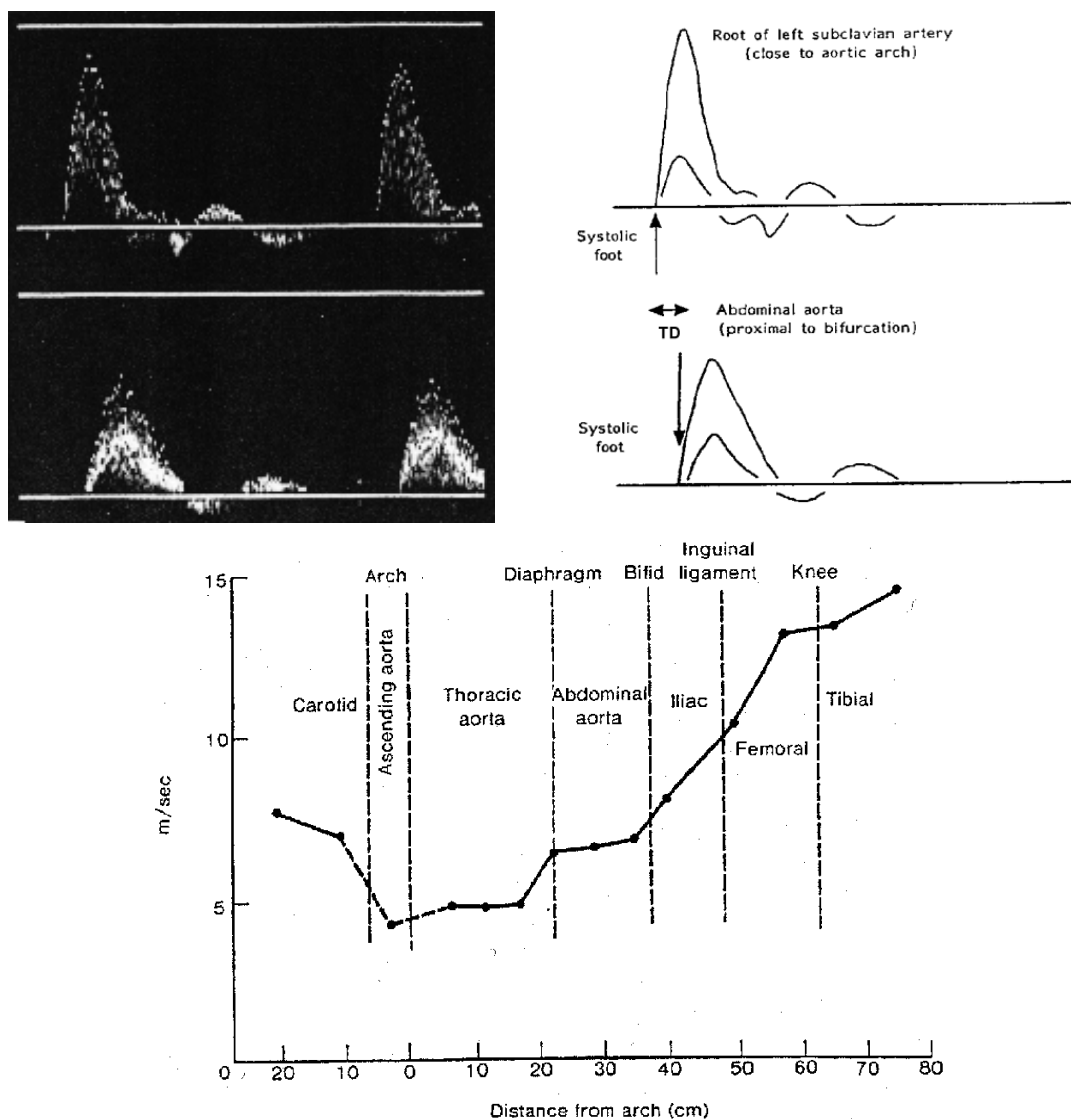 Root of left subclavian artery
(close to aortic arch)
Systolic
foot
TD
Abdominal aorta
(proximal to bifurcation)
Systolic
foot
15
10
5
0
m/sec
Arch
Diaphragm
Bifid
Inguinal
ligament
Knee
Carotid
Ascending aorta
Thoracic
aorta
Abdominal
aorta
Iliac
Femoral
Tibial
20 10 0 10 20 30 40 50 60 70 80
Distance from arch (cm)